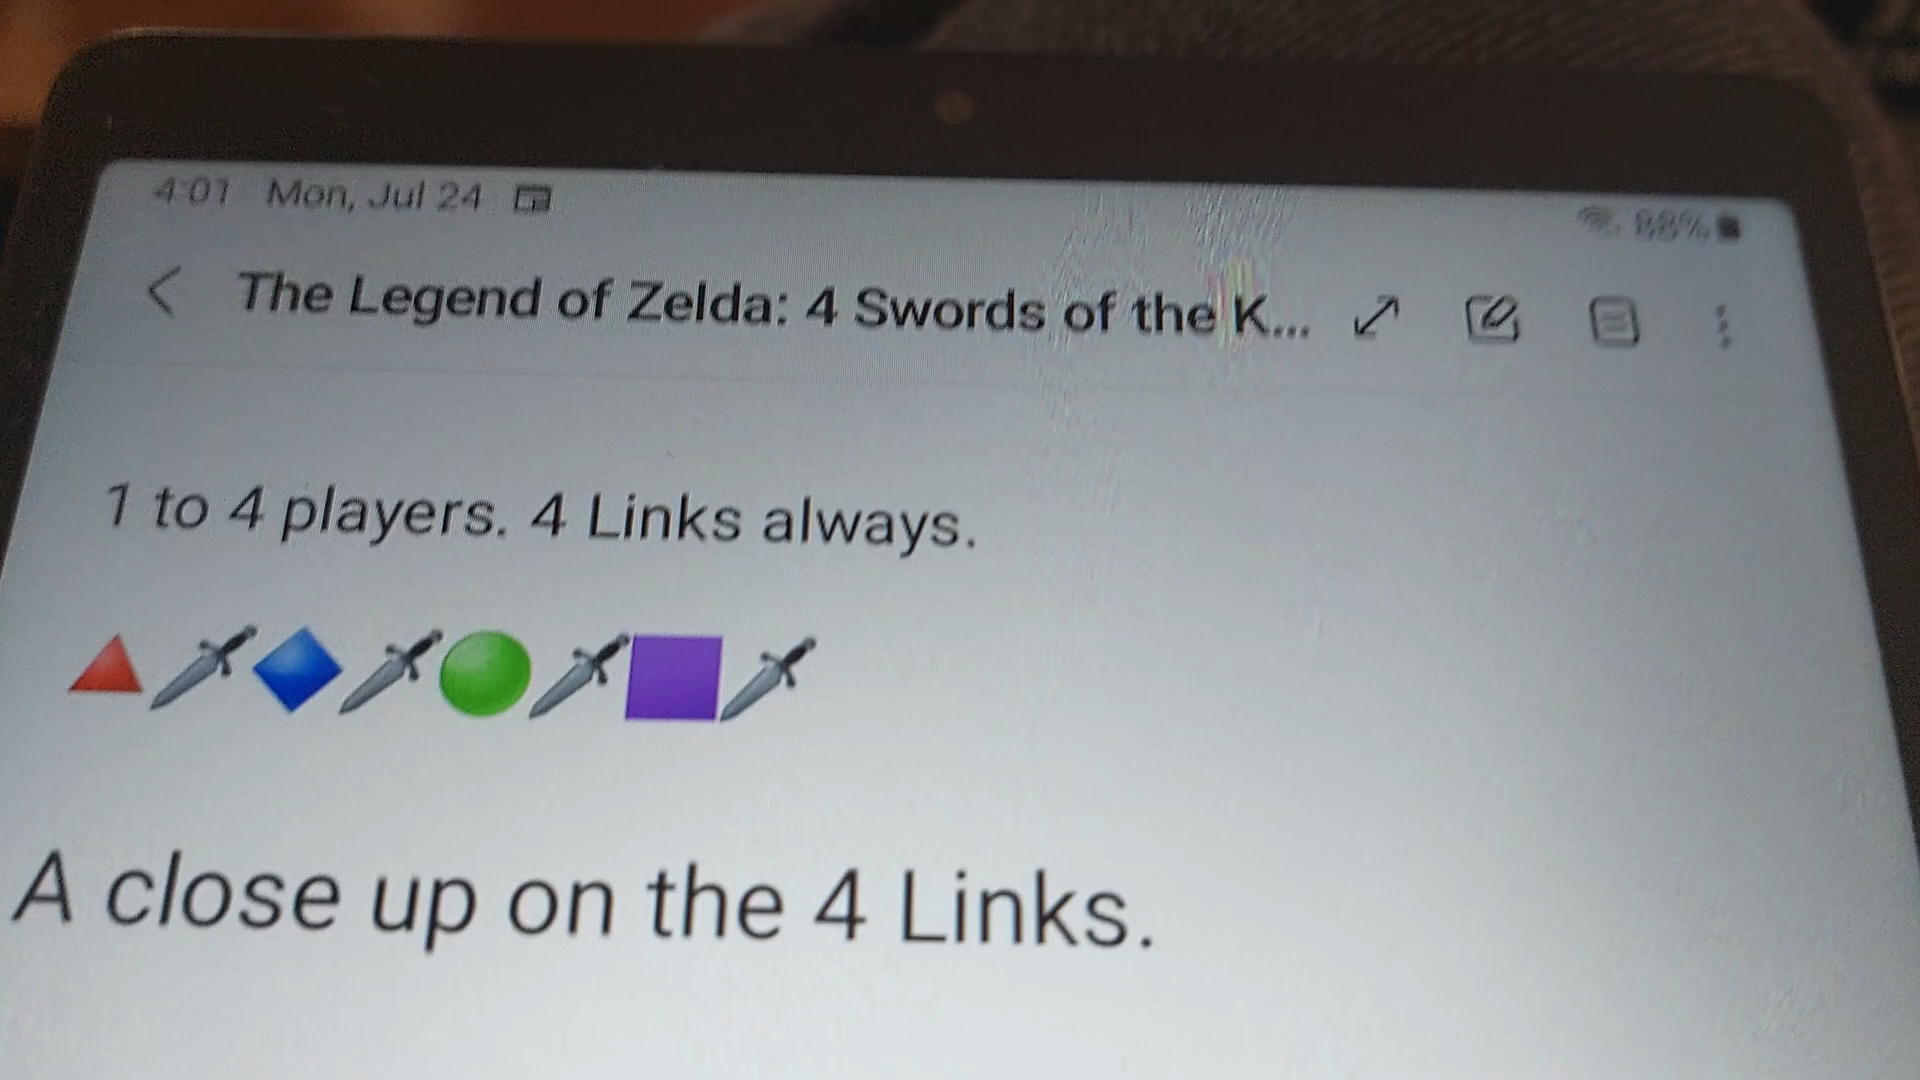 4:01 Mon, Jul 24 88%
The Legend of Zelda: 4 Swords of the K...
1 to 4 players. 4 Links always.
🔺🗡️🔷🗡️🟢🗡️🟪🗡️
A close up on the 4 Links.